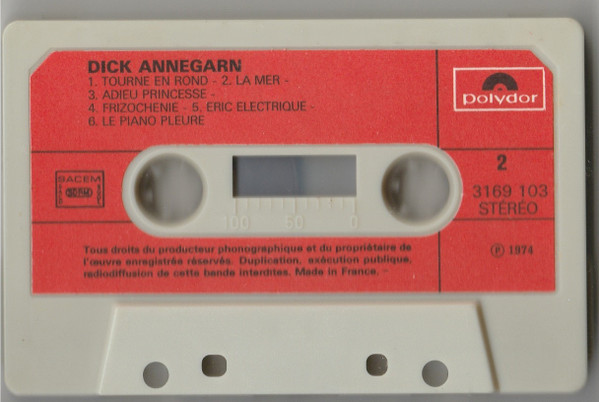 DICK ANNEGARN
1. TOURNE EN ROND - 2. LA MER -
3. ADIEU PRINCESSE -
4. FRIZOCHENIE - 5. ERIC ELECTRIQUE -
6. LE PIANO PLEURE
polydor
SACEM
2
3169 103
STÉRÉO
100 50 0
Tous droits du producteur phonographique et du propriétaire de
l'œuvre enregistrée réservés. Duplication, exécution publique,
radiodiffusion de cette bande interdites. Made in France. -
Ⓟ 1974